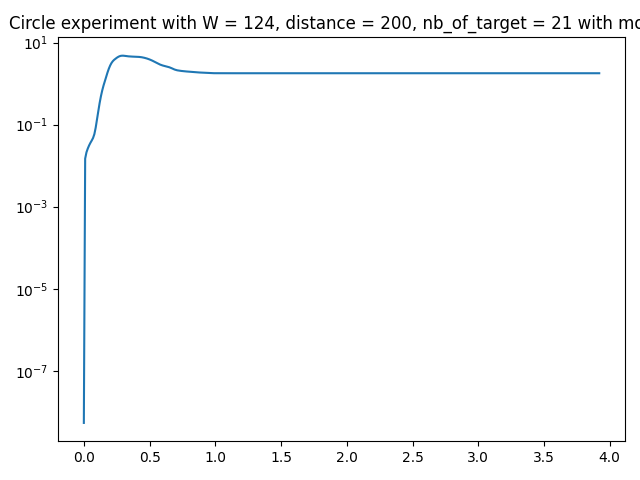 Circle experiment with W = 124, distance = 200, nb_of_target = 21 with
10¹
10⁻¹
10⁻³
10⁻⁵
10⁻⁷
0.0 0.5 1.0 1.5 2.0 2.5 3.0 3.5 4.0